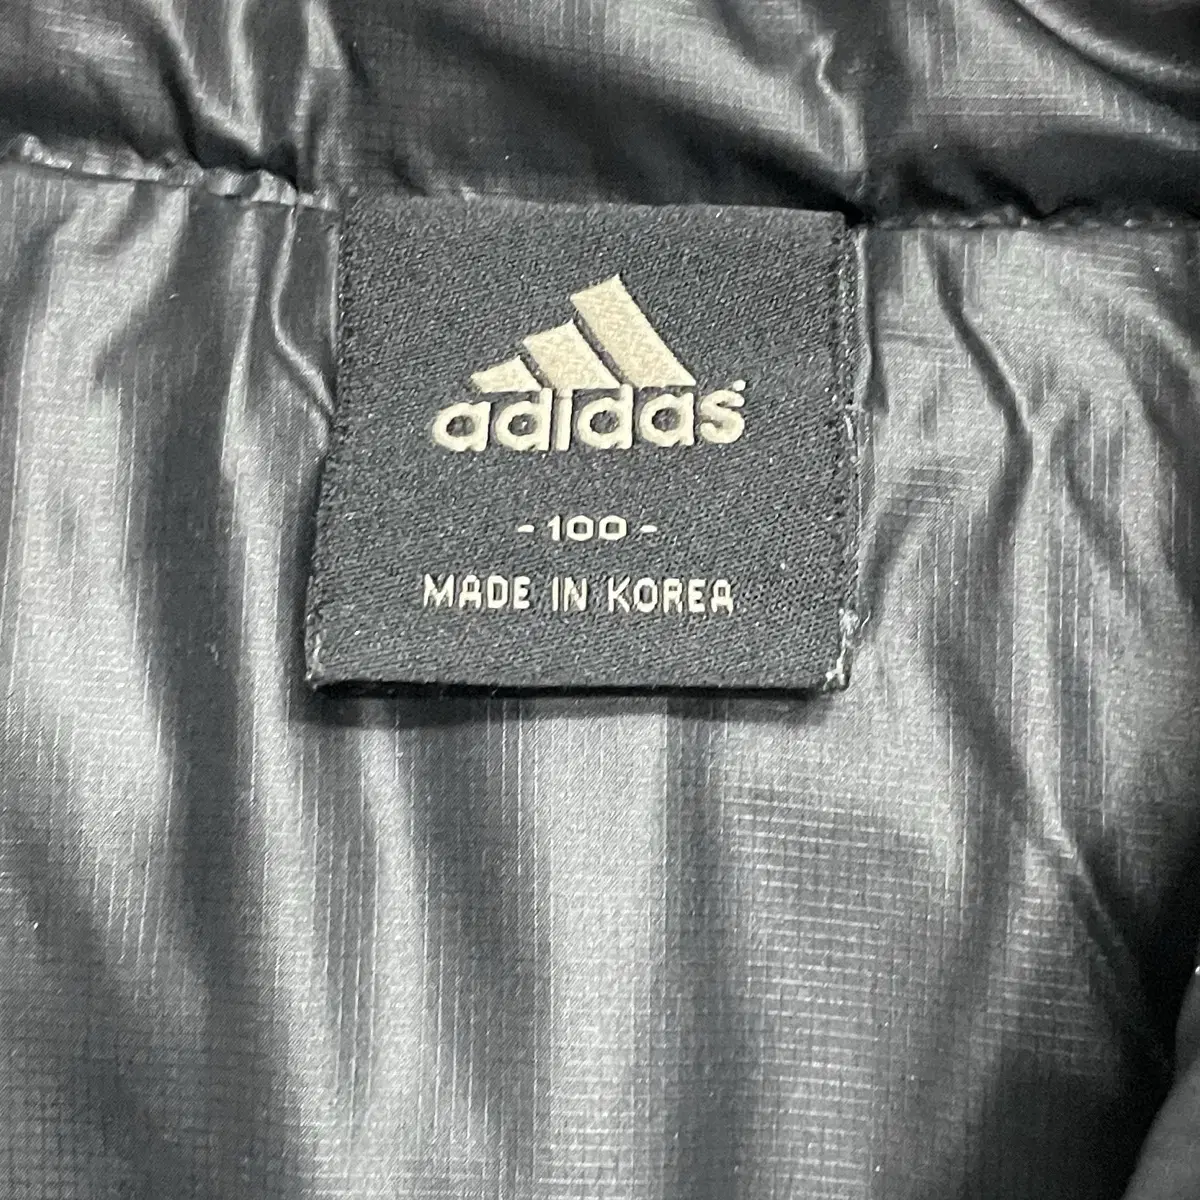 adidas
- 100 -
MADE IN KOREA